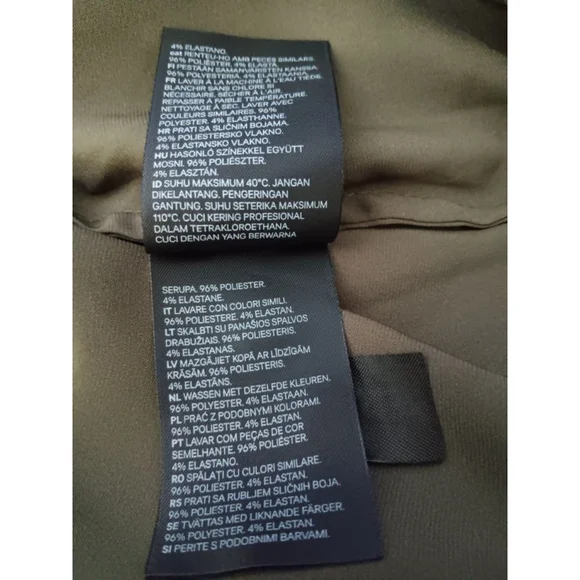 4% ELASTANO.
cat RENTEU-HO AMB PECES SIMILARS.
96% POLIÈSTER. 4% ELASTÀ.
FI PESTÄÄN SAMANVÄRISTEN KANSSA.
96% POLYESTERIÄ. 4% ELASTAANIA.
FR LAVER À LA MACHINE À L'EAU TIÈDE.
BLANCHIR SANS CHLORE SI
NÉCESSAIRE. SÉCHER À L'AIR.
REPASSER À FAIBLE TEMPÉRATURE.
NETTOYAGE À SEC. LAVER AVEC
COULEURS SIMILAIRES. 96%
POLYESTER. 4% ELASTHANNE.
HR PRATI SA SLIČNIM BOJAMA.
96% POLIESTERSKO VLAKNO.
4% ELASTANSKO VLAKNO.
HU HASONLÓ SZÍNEKKEL EGYÜTT
MOSNI. 96% POLIÉSZTER.
4% ELASZTÁN.
ID SUHU MAKSIMUM 40°C. JANGAN
DIKELANTANG. PENGERINGAN
GANTUNG. SUHU SETERIKA MAKSIMUM
110°C. CUCI KERING PROFESIONAL
DALAM TETRAKLOROETHANA.
CUCI DENGAN YANG BERWARNA
SERUPA. 96% POLIESTER.
4% ELASTANE.
IT LAVARE CON COLORI SIMILI.
96% POLIESTERE. 4% ELASTAN.
LT SKALBTI SU PANAŠIOS SPALVOS
DRABUŽIAIS. 96% POLIESTERIS.
4% ELASTANAS.
LV MAZGĀJIET KOPĀ AR LĪDZĪGĀM
KRĀSĀM. 96% POLIESTERIS.
4% ELASTĀNS.
NL WASSEN MET DEZELFDE KLEUREN.
96% POLYESTER. 4% ELASTAAN.
PL PRAĆ Z PODOBNYMI KOLORAMI.
96% POLIESTER. 4% ELASTAN.
PT LAVAR COM PEÇAS DE COR
SEMELHANTE. 96% POLIÉSTER.
4% ELASTANO.
RO SPĂLAȚI CU CULORI SIMILARE.
96% POLIESTER. 4% ELASTAN.
RS PRATI SA RUBLJEM SLIČNIH BOJA.
96% POLIESTER. 4% ELASTAN.
SE TVÄTTAS MED LIKNANDE FÄRGER.
96% POLYESTER. 4% ELASTAN.
SI PERITE S PODOBNIMI BARVAMI.